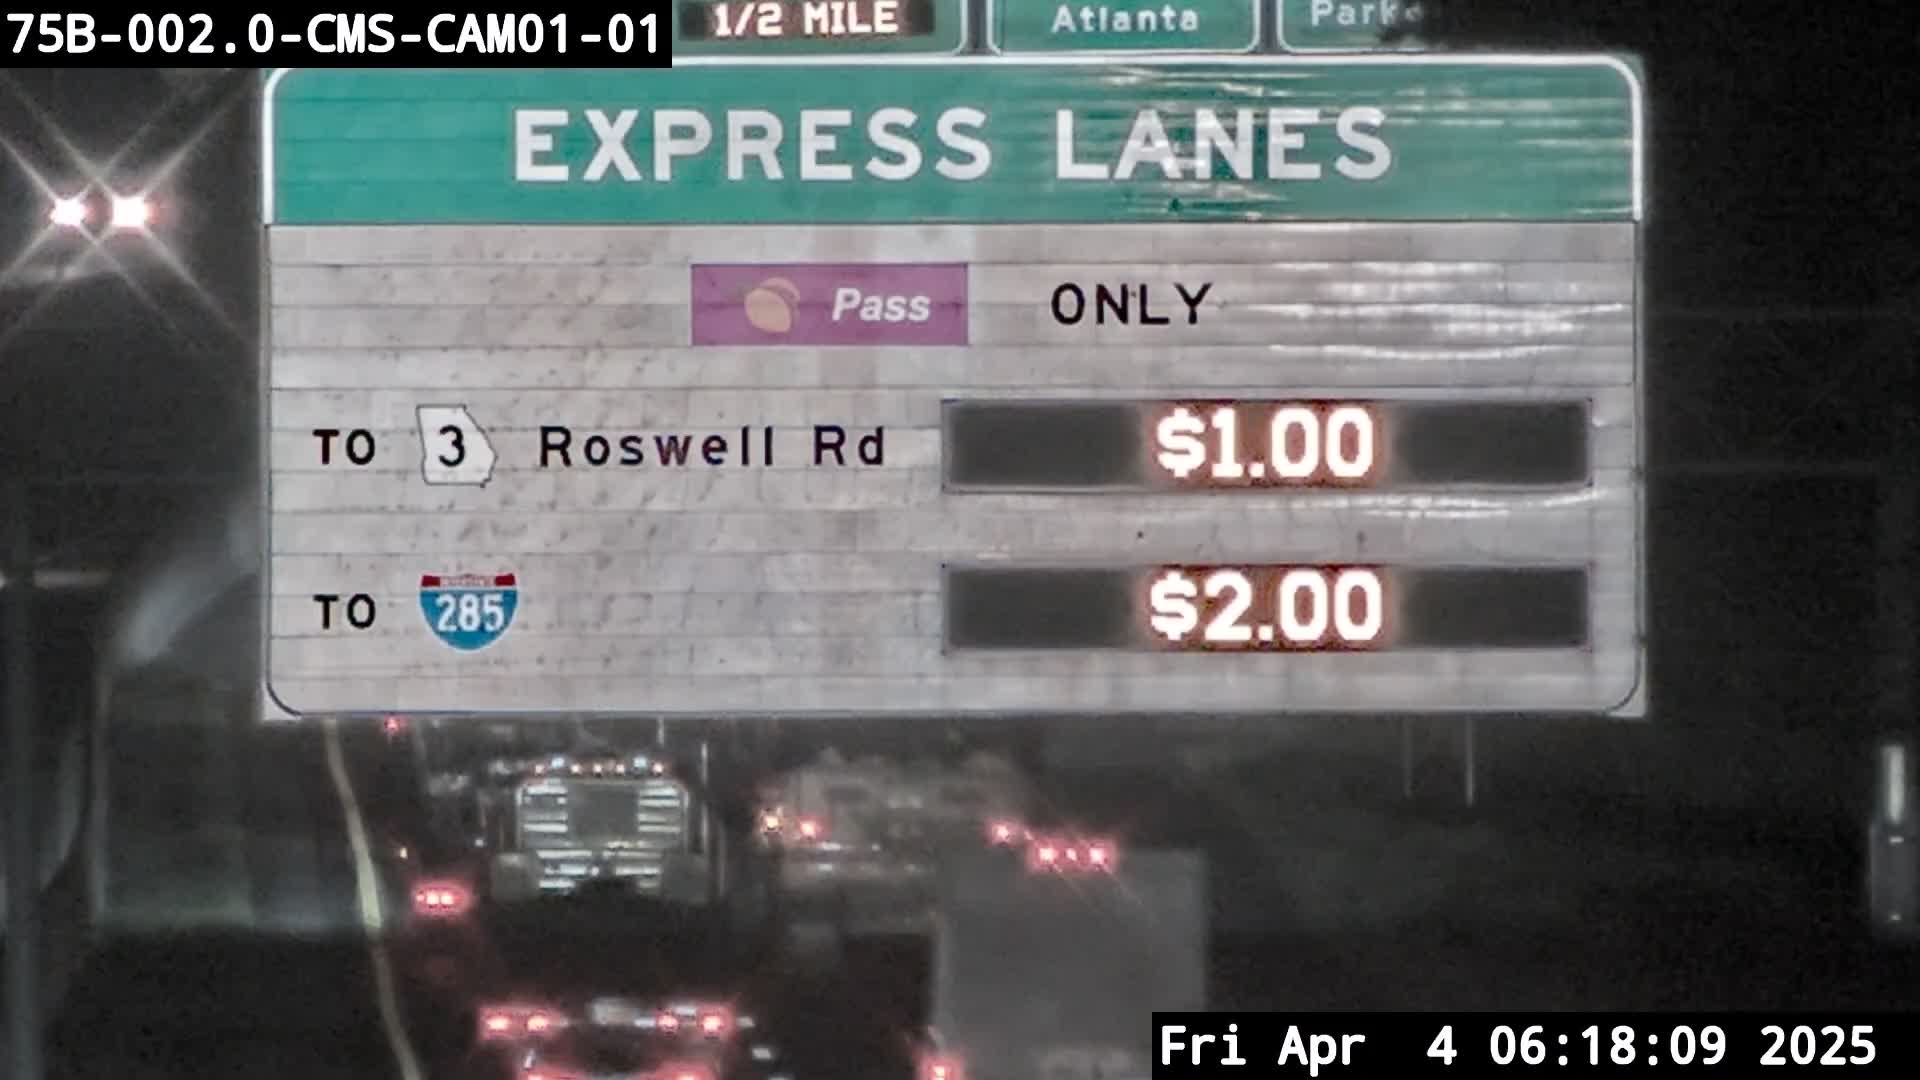 75B-002.0-CMS-CAM01-01
1/2 MILE
Atlanta
EXPRESS LANES
Pass ONLY
TO 3 Roswell Rd $1.00
TO 285 $2.00
Fri Apr 4 06:18:09 2025